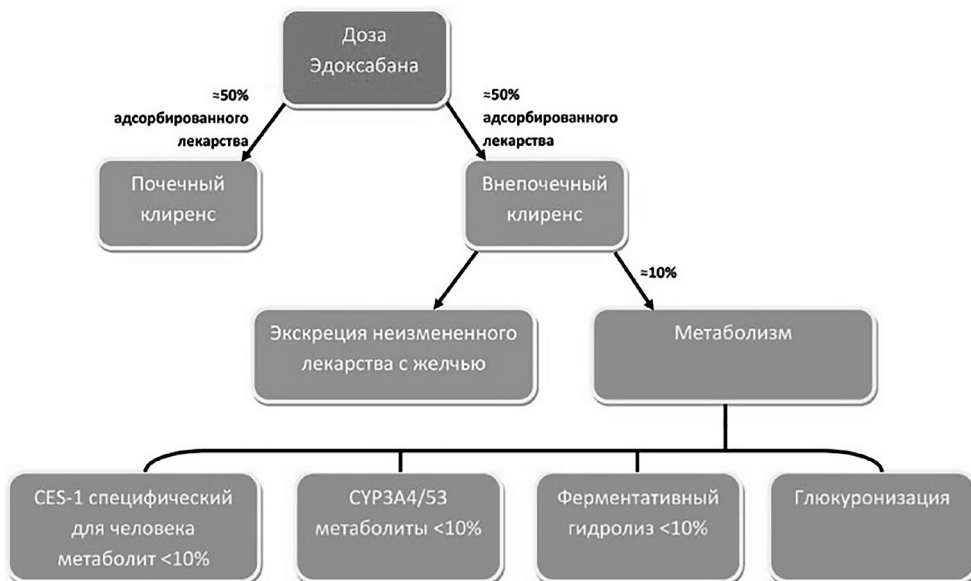 Доза
Эдоксабана
≈50%
адсорбированного
лекарства
≈50%
адсорбированного
лекарства
Почечный
клиренс
Внепочечный
клиренс
≈10%
Экскреция неизмененного
лекарства с желчью
Метаболизм
CES-1 специфический
для человека
метаболит <10%
CYP3A4/53
метаболиты <10%
Ферментативный
гидролиз <10%
Глюкуронизация